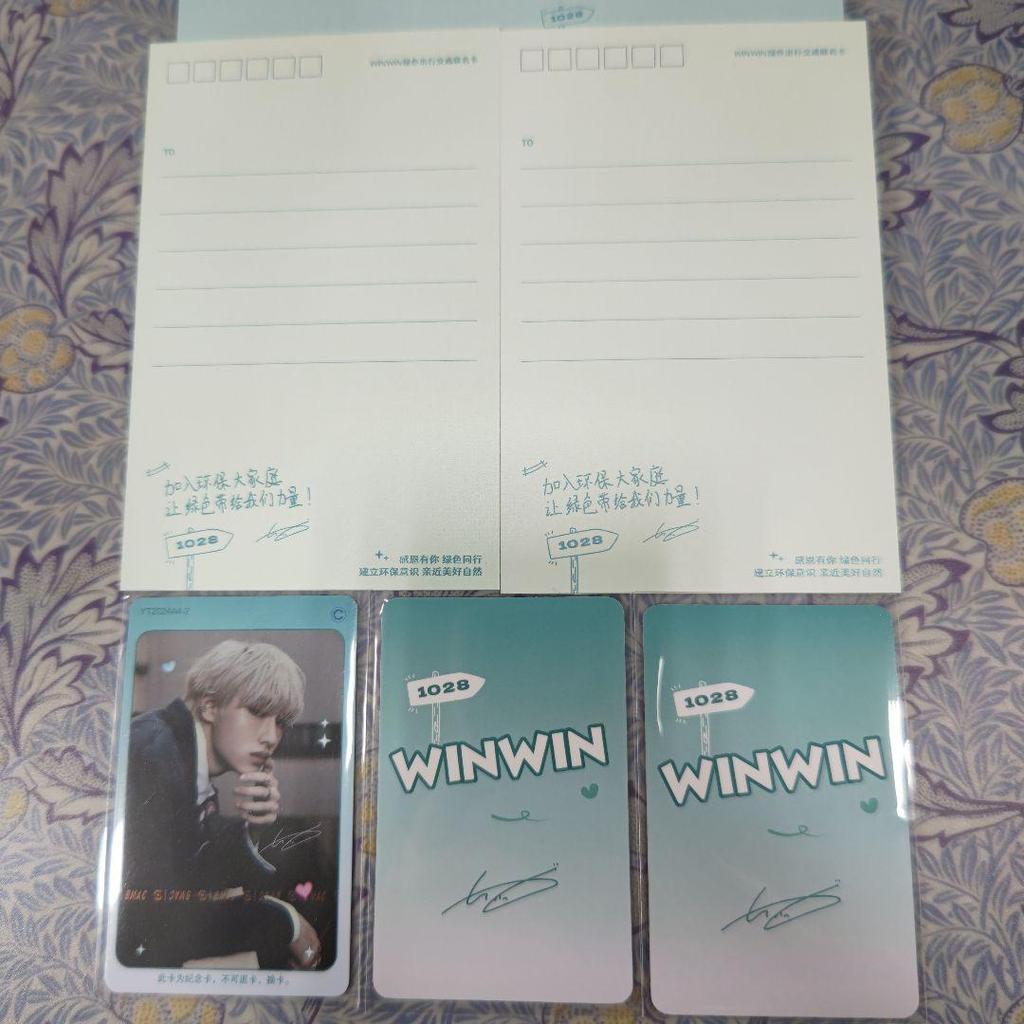 1028
WINWIN绿色出行交通联名卡
TO
加入环保大家庭
让绿色带给我们力量!
1028
感恩有你 绿色同行
建立环保意识 亲近美好自然
WINWIN绿色出行交通联名卡
TO
加入环保大家庭
让绿色带给我们力量!
1028
感恩有你 绿色同行
建立环保意识 亲近美好自然
C
此卡为纪念卡,不可退卡、换卡。
1028
WINWIN
1028
WINWIN